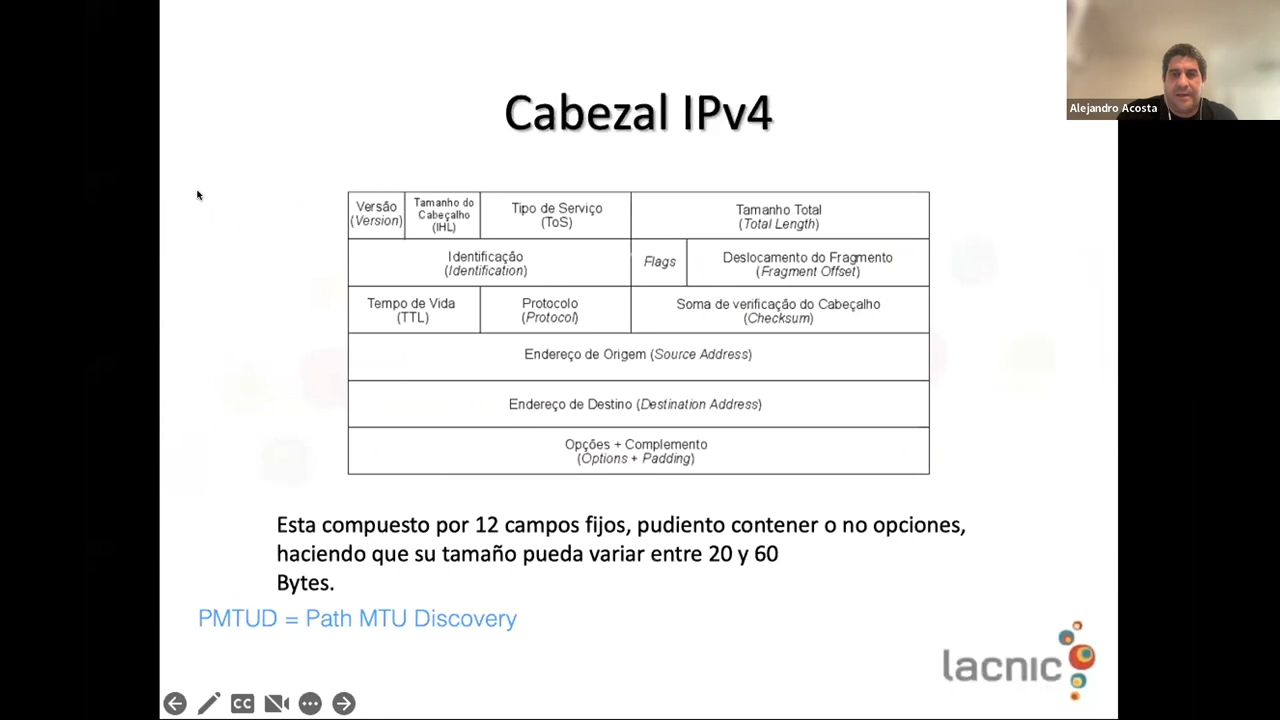 Alejandro Acosta
Cabezal IPv4
Versão
(Version)
Tamanho do
Cabeçalho
(IHL)
Tipo de Serviço
(ToS)
Tamanho Total
(Total Length)
Identificação
(Identification)
Flags
Deslocamento do Fragmento
(Fragment Offset)
Tempo de Vida
(TTL)
Protocolo
(Protocol)
Soma de verificação do Cabeçalho
(Checksum)
Endereço de Origem (Source Address)
Endereço de Destino (Destination Address)
Opções + Complemento
(Options + Padding)
Esta compuesto por 12 campos fijos, pudiento contener o no opciones,
haciendo que su tamaño pueda variar entre 20 y 60
Bytes.
PMTUD = Path MTU Discovery
lacnic
CC